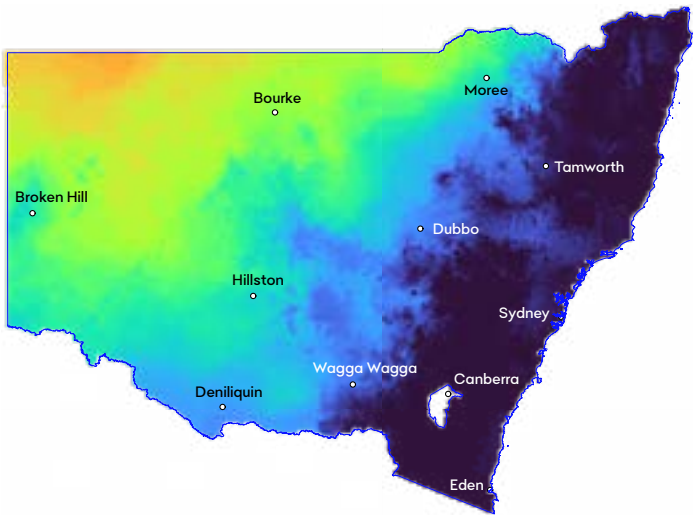 Moree
Bourke
Tamworth
Broken Hill
Dubbo
Hillston
Sydney
Wagga Wagga
Canberra
Deniliquin
Eden